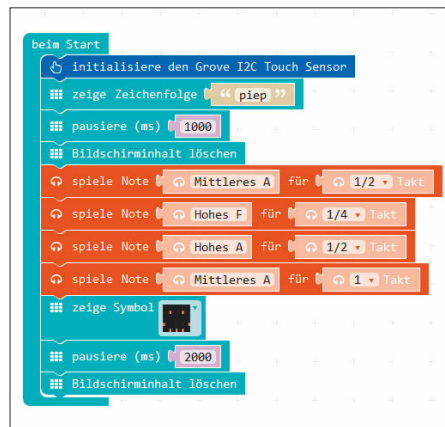 beim Start
initialisiere den Grove I2C Touch Sensor
zeige Zeichenfolge “ piep ”
pausiere (ms) 1000
Bildschirminhalt löschen
spiele Note Mittleres A für 1/2 Takt
spiele Note Hohes F für 1/4 Takt
spiele Note Hohes A für 1/2 Takt
spiele Note Mittleres A für 1 Takt
zeige Symbol
pausiere (ms) 2000
Bildschirminhalt löschen